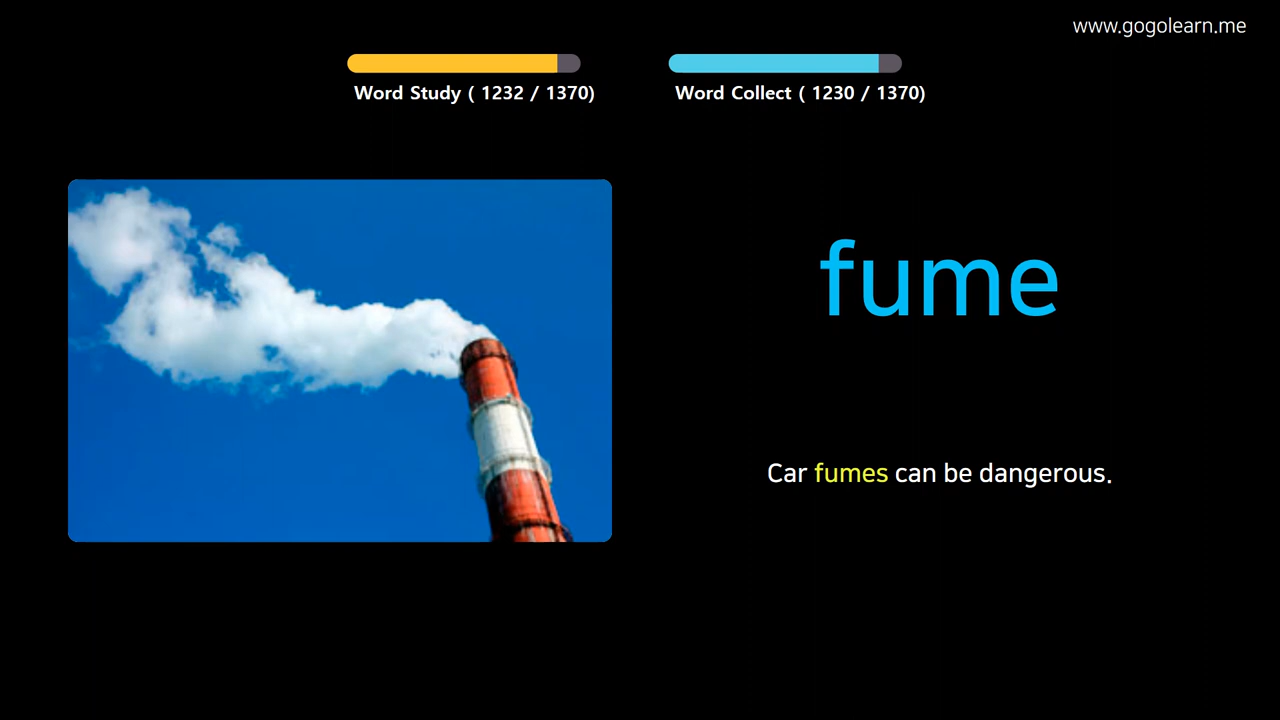 www.gogolearn.me
Word Study ( 1232 / 1370)
Word Collect ( 1230 / 1370)
fume
Car fumes can be dangerous.